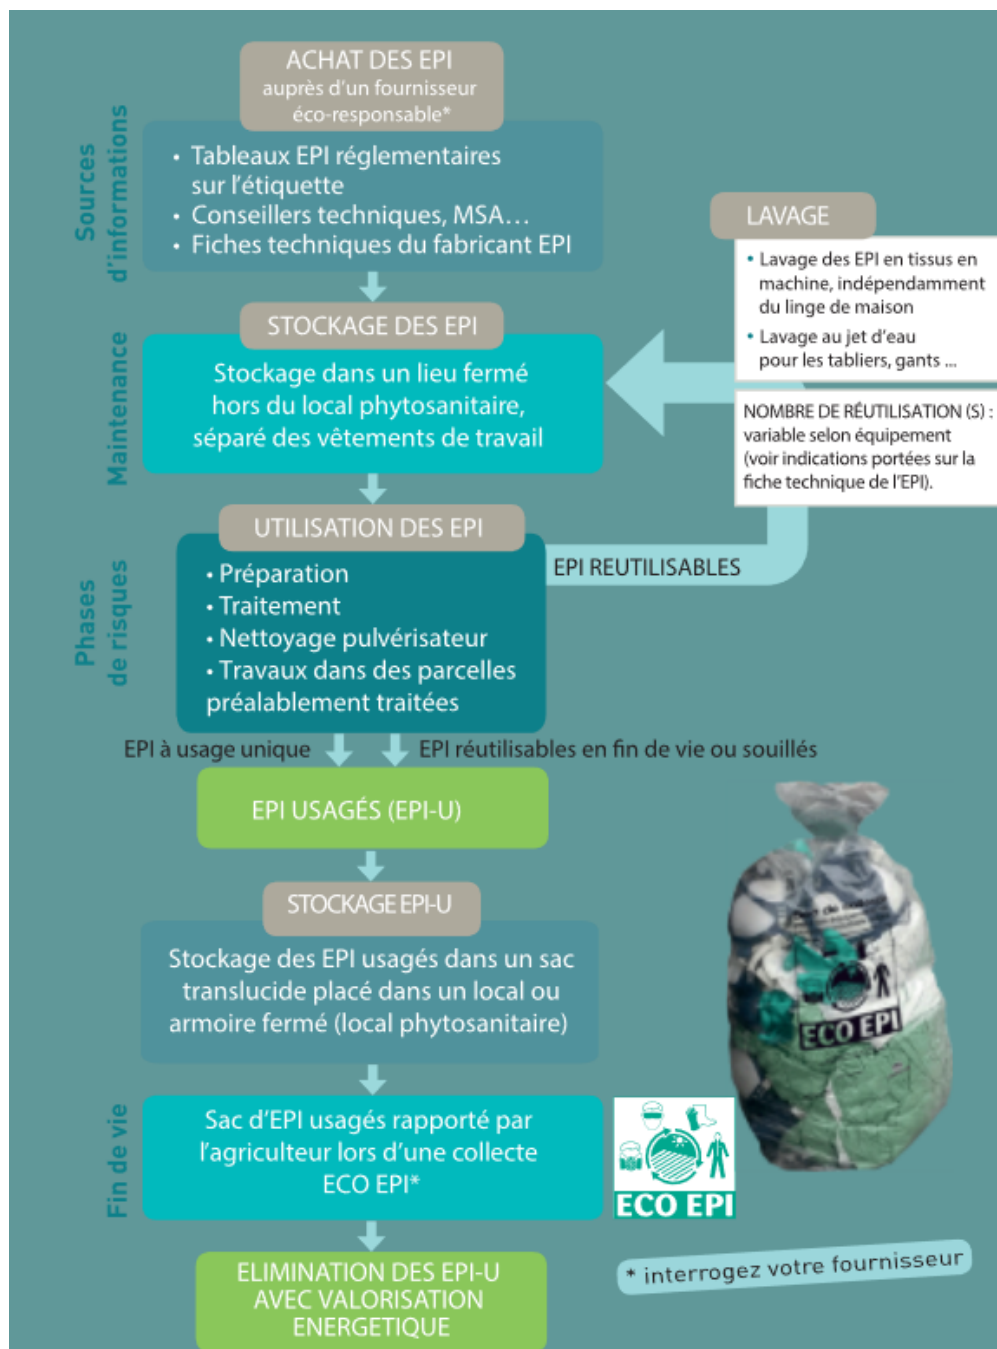 ACHAT DES EPI
auprès d'un fournisseur
éco-responsable*
Sources
d'informations
• Tableaux EPI réglementaires
sur l'étiquette
• Conseillers techniques, MSA...
• Fiches techniques du fabricant EPI
LAVAGE
• Lavage des EPI en tissus en
machine, indépendamment
du linge de maison
• Lavage au jet d'eau
pour les tabliers, gants ...
Maintenance
STOCKAGE DES EPI
Stockage dans un lieu fermé
hors du local phytosanitaire,
séparé des vêtements de travail
NOMBRE DE RÉUTILISATION (S) :
variable selon équipement
(voir indications portées sur la
fiche technique de l'EPI).
Phases
de risques
UTILISATION DES EPI
• Préparation
• Traitement
• Nettoyage pulvérisateur
• Travaux dans des parcelles
préalablement traitées
EPI REUTILISABLES
EPI à usage unique
EPI réutilisables en fin de vie ou souillés
EPI USAGÉS (EPI-U)
STOCKAGE EPI-U
Stockage des EPI usagés dans un sac
translucide placé dans un local ou
armoire fermé (local phytosanitaire)
ECO EPI
Fin de vie
Sac d'EPI usagés rapporté par
l'agriculteur lors d'une collecte
ECO EPI*
ECO EPI
ELIMINATION DES EPI-U
AVEC VALORISATION
ENERGETIQUE
* interrogez votre fournisseur